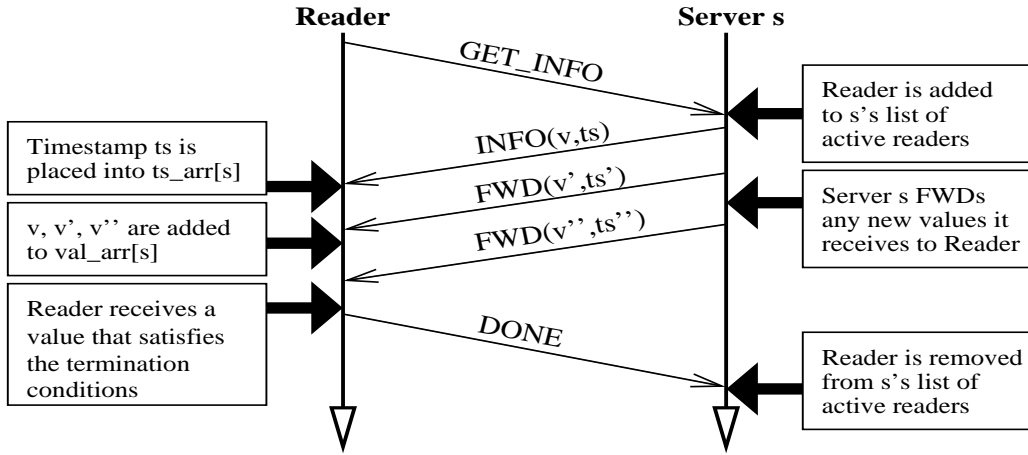 Reader
Server s
GET_INFO
Reader is added
to s's list of
active readers
INFO(v,ts)
Timestamp ts is
placed into ts_arr[s]
FWD(v',ts')
Server s FWDs
any new values it
receives to Reader
v, v', v'' are added
to val_arr[s]
FWD(v'',ts'')
Reader receives a
value that satisfies
the termination
conditions
DONE
Reader is removed
from s's list of
active readers